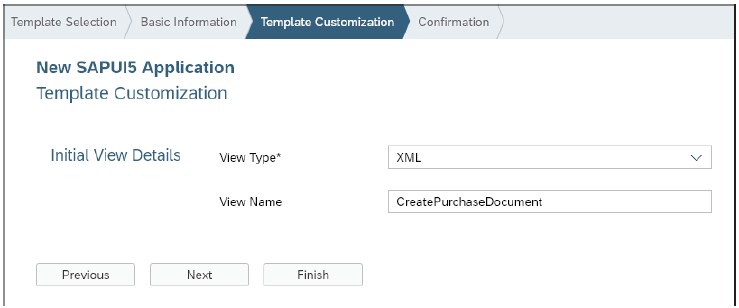 Template Selection Basic Information Template Customization Confirmation
New SAPUI5 Application
Template Customization
Initial View Details View Type* XML
View Name CreatePurchaseDocument
Previous Next Finish